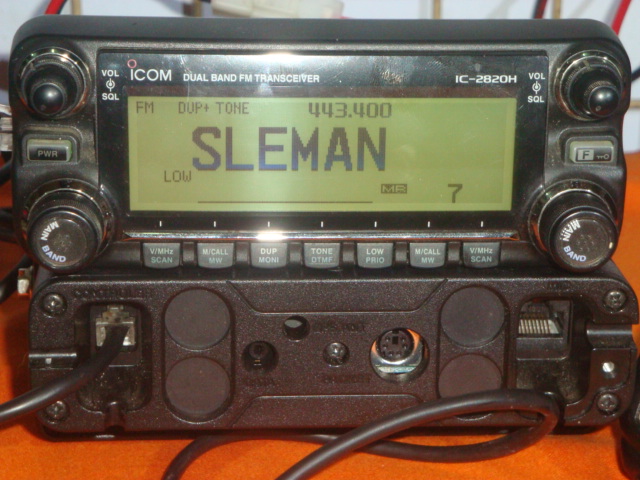 ICOM DUAL BAND FM TRANSCEIVER IC-2820H
VOL SQL
VOL SQL
FM DUP+ TONE 443.400
SLEMAN
LOW
MR 7
PWR
F
MAIN BAND
MAIN BAND
V/MHz SCAN
M/CALL MW
DUP MONI
TONE DTMF
LOW PRIO
M/CALL MW
V/MHz SCAN